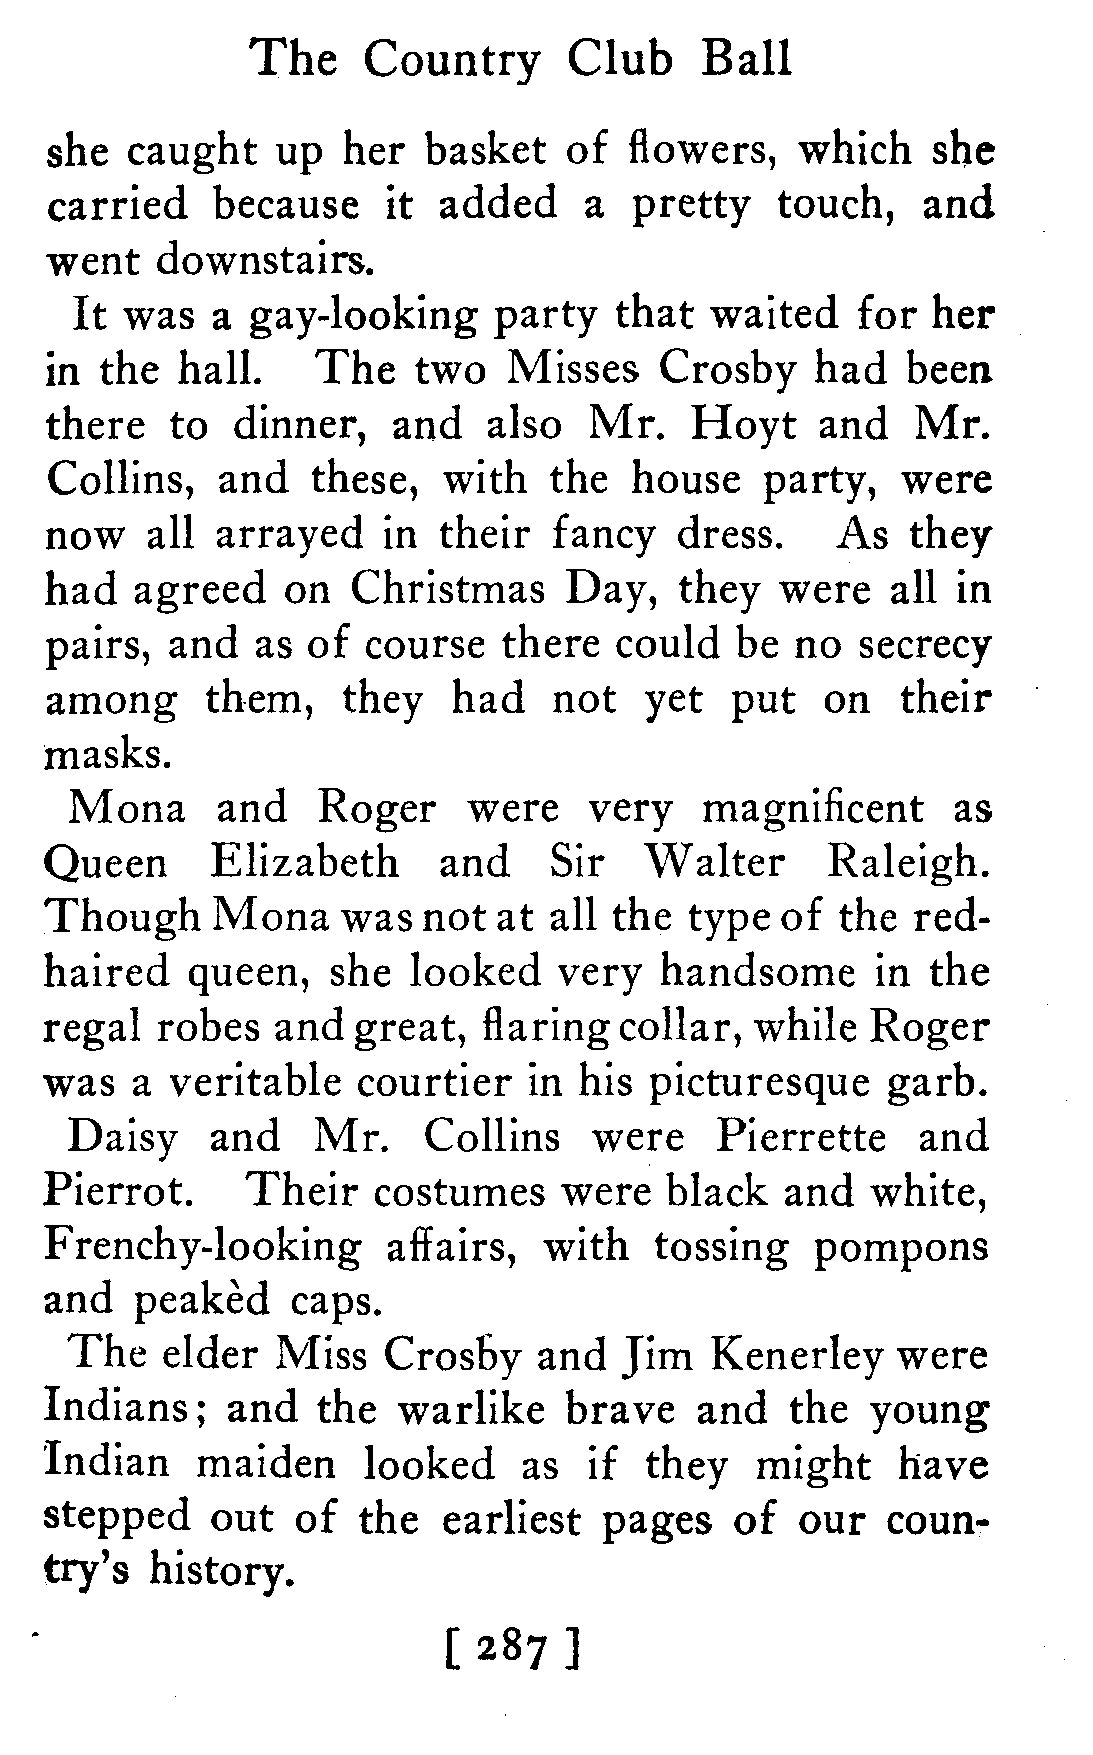 The Country Club Ball
she caught up her basket of flowers, which she
carried because it added a pretty touch, and
went downstairs.
It was a gay-looking party that waited for her
in the hall. The two Misses Crosby had been
there to dinner, and also Mr. Hoyt and Mr.
Collins, and these, with the house party, were
now all arrayed in their fancy dress. As they
had agreed on Christmas Day, they were all in
pairs, and as of course there could be no secrecy
among them, they had not yet put on their
masks.
Mona and Roger were very magnificent as
Queen Elizabeth and Sir Walter Raleigh.
Though Mona was not at all the type of the red-
haired queen, she looked very handsome in the
regal robes and great, flaring collar, while Roger
was a veritable courtier in his picturesque garb.
Daisy and Mr. Collins were Pierrette and
Pierrot. Their costumes were black and white,
Frenchy-looking affairs, with tossing pompons
and peakèd caps.
The elder Miss Crosby and Jim Kenerley were
Indians; and the warlike brave and the young
Indian maiden looked as if they might have
stepped out of the earliest pages of our coun-
try's history.
[ 287 ]